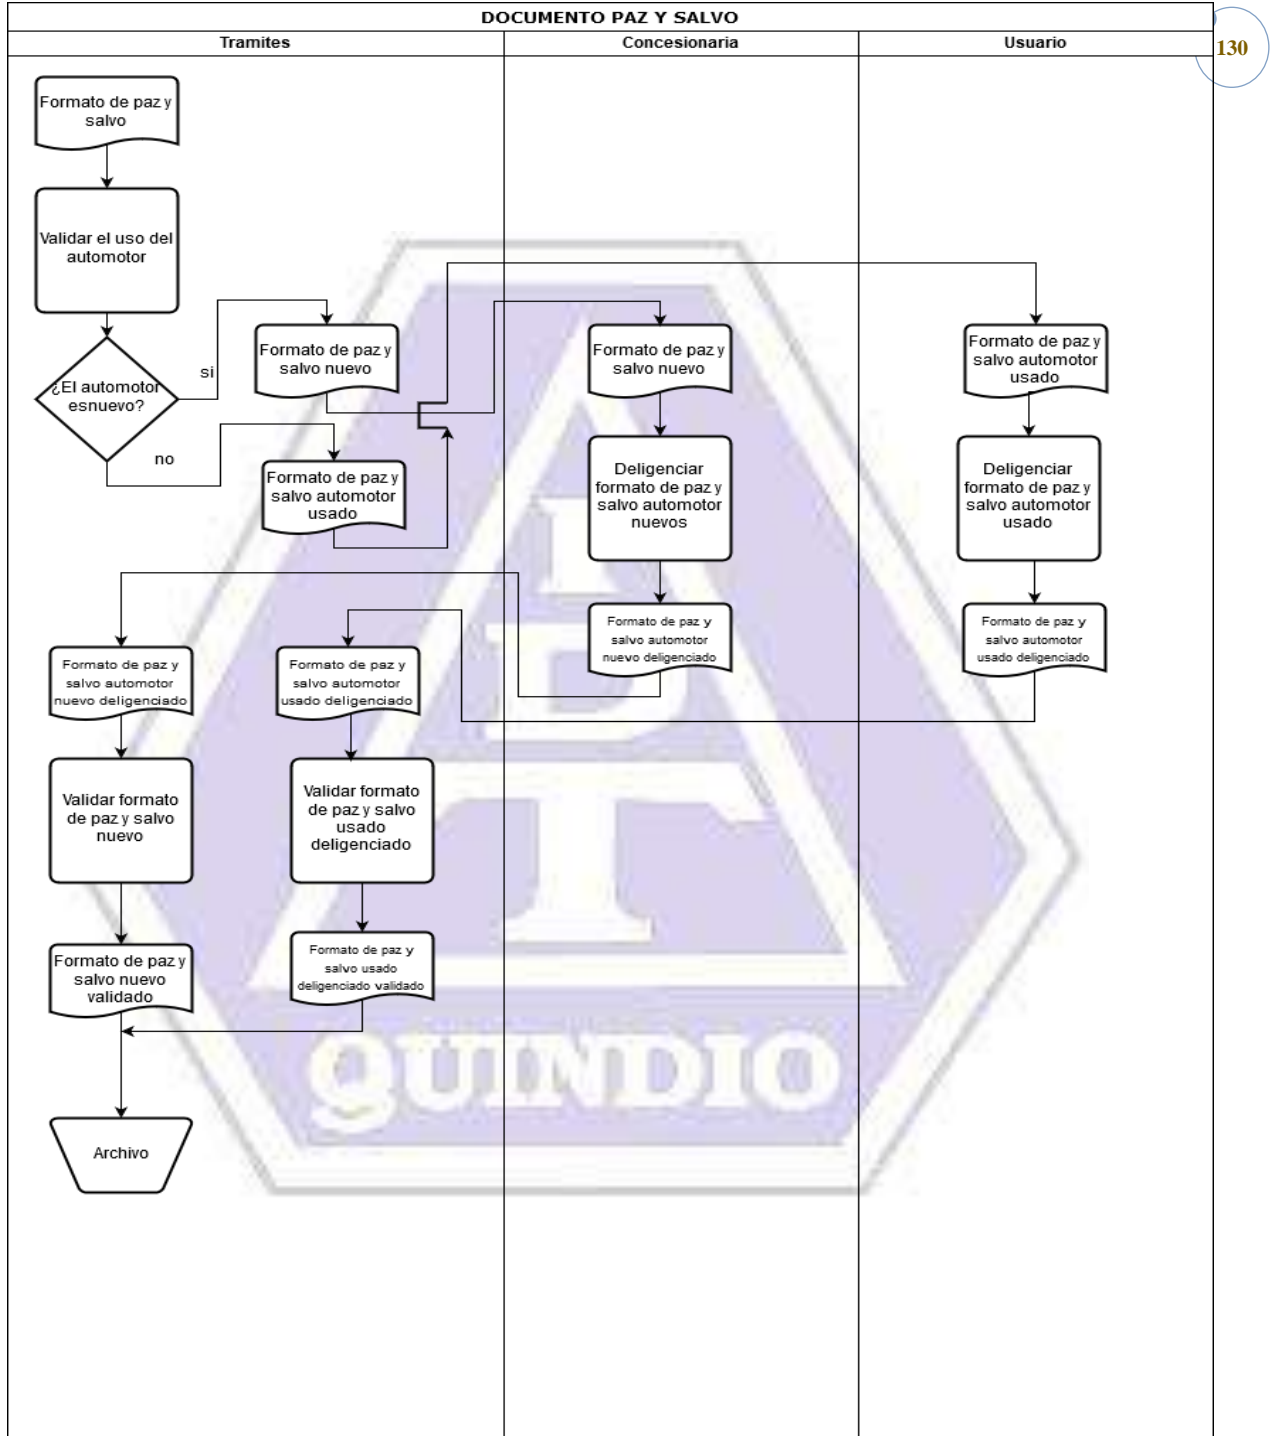 DOCUMENTO PAZ Y SALVO
130
Tramites
Concesionaria
Usuario
Formato de paz y
salvo
Validar el uso del
automotor
¿El automotor
esnuevo?
si
no
Formato de paz y
salvo nuevo
Formato de paz y
salvo automotor
usado
Formato de paz y
salvo nuevo
Formato de paz y
salvo automotor
usado
Deligenciar
formato de paz y
salvo automotor
nuevos
Deligenciar
formato de paz y
salvo automotor
usado
Formato de paz y
salvo automotor
nuevo deligenciado
Formato de paz y
salvo automotor
usado deligenciado
Formato de paz y
salvo automotor
nuevo deligenciado
Formato de paz y
salvo automotor
usado deligenciado
Validar formato
de paz y salvo
nuevo
Validar formato
de paz y salvo
usado
deligenciado
Formato de paz y
salvo nuevo
validado
Formato de paz y
salvo usado
deligenciado validado
Archivo
I
D
T
QUINDIO